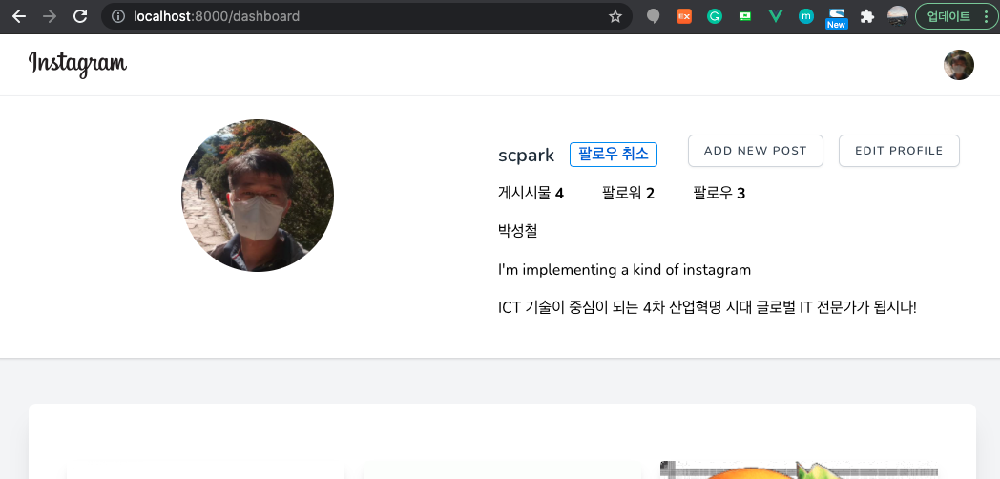 localhost:8000/dashboard
EX
New
업데이트
Instagram
scpark 팔로우 취소 ADD NEW POST EDIT PROFILE
게시시물 4 팔로워 2 팔로우 3
박성철
I'm implementing a kind of instagram
ICT 기술이 중심이 되는 4차 산업혁명 시대 글로벌 IT 전문가가 됩시다!